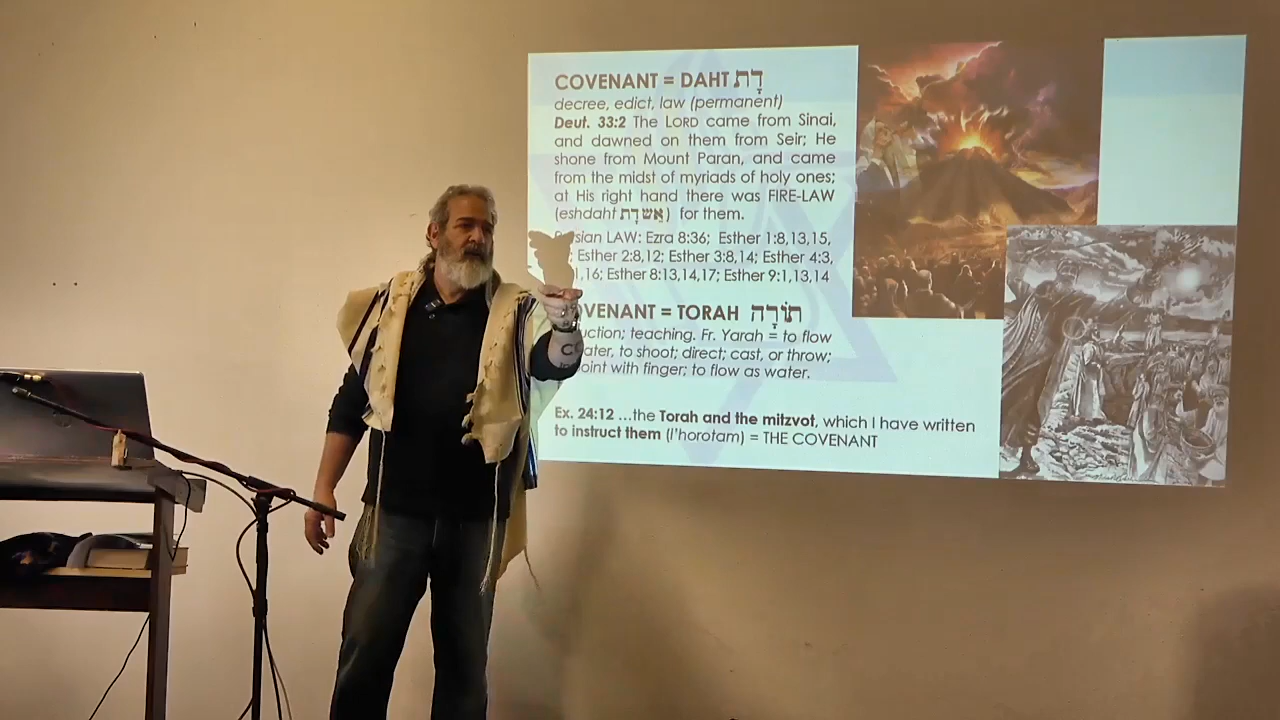 COVENANT = DAHT דָּת
decree, edict, law (permanent)
Deut. 33:2 The LORD came from Sinai,
and dawned on them from Seir; He
shone from Mount Paran, and came
from the midst of myriads of holy ones;
at His right hand there was FIRE-LAW
(eshdaht אֵשׁדָּת) for them.
LAW: Ezra 8:36; Esther 1:8,13,15,
Esther 2:8,12; Esther 3:8,14; Esther 4:3,
,16; Esther 8:13,14,17; Esther 9:1,13,14
= TORAH תּוֹרָה
teaching. Fr. Yarah = to flow
to shoot; direct; cast, or throw;
with finger; to flow as water.
Ex. 24:12 …the Torah and the mitzvot, which I have written
to instruct them (l'horotam) = THE COVENANT